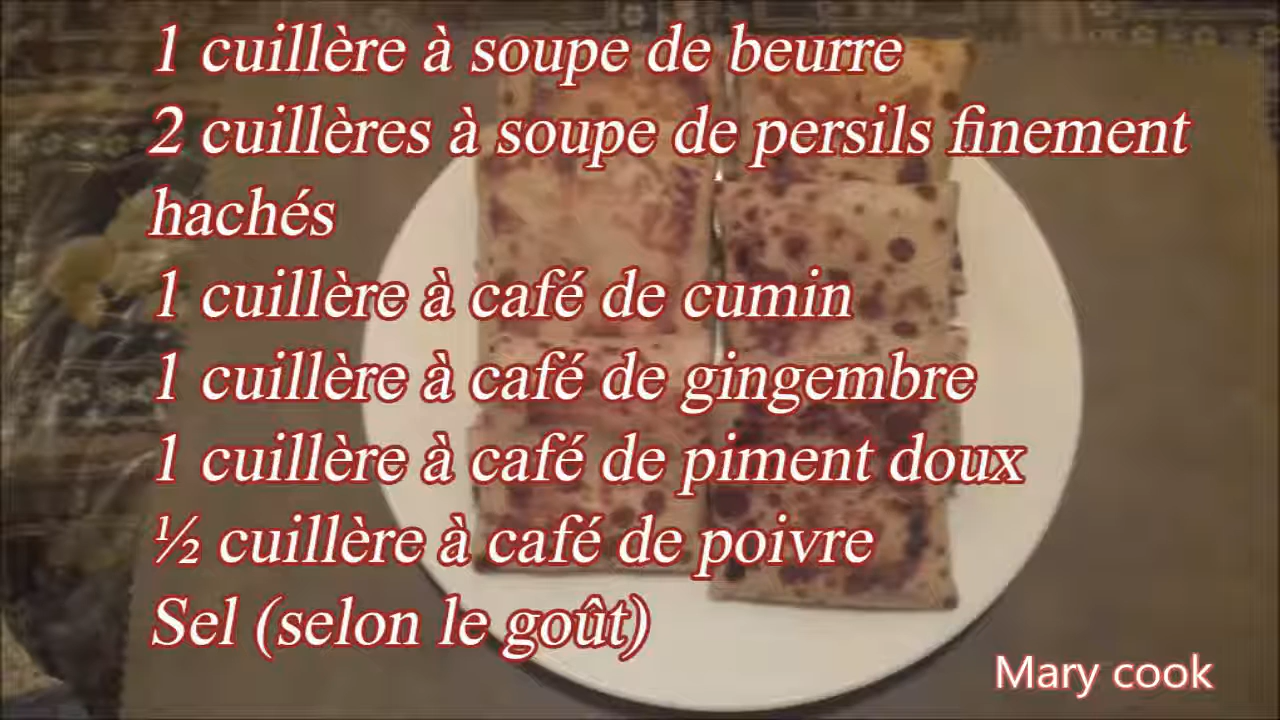 1 cuillère à soupe de beurre
2 cuillères à soupe de persils finement
hachés
1 cuillère à café de cumin
1 cuillère à café de gingembre
1 cuillère à café de piment doux
½ cuillère à café de poivre
Sel (selon le goût)
Mary cook